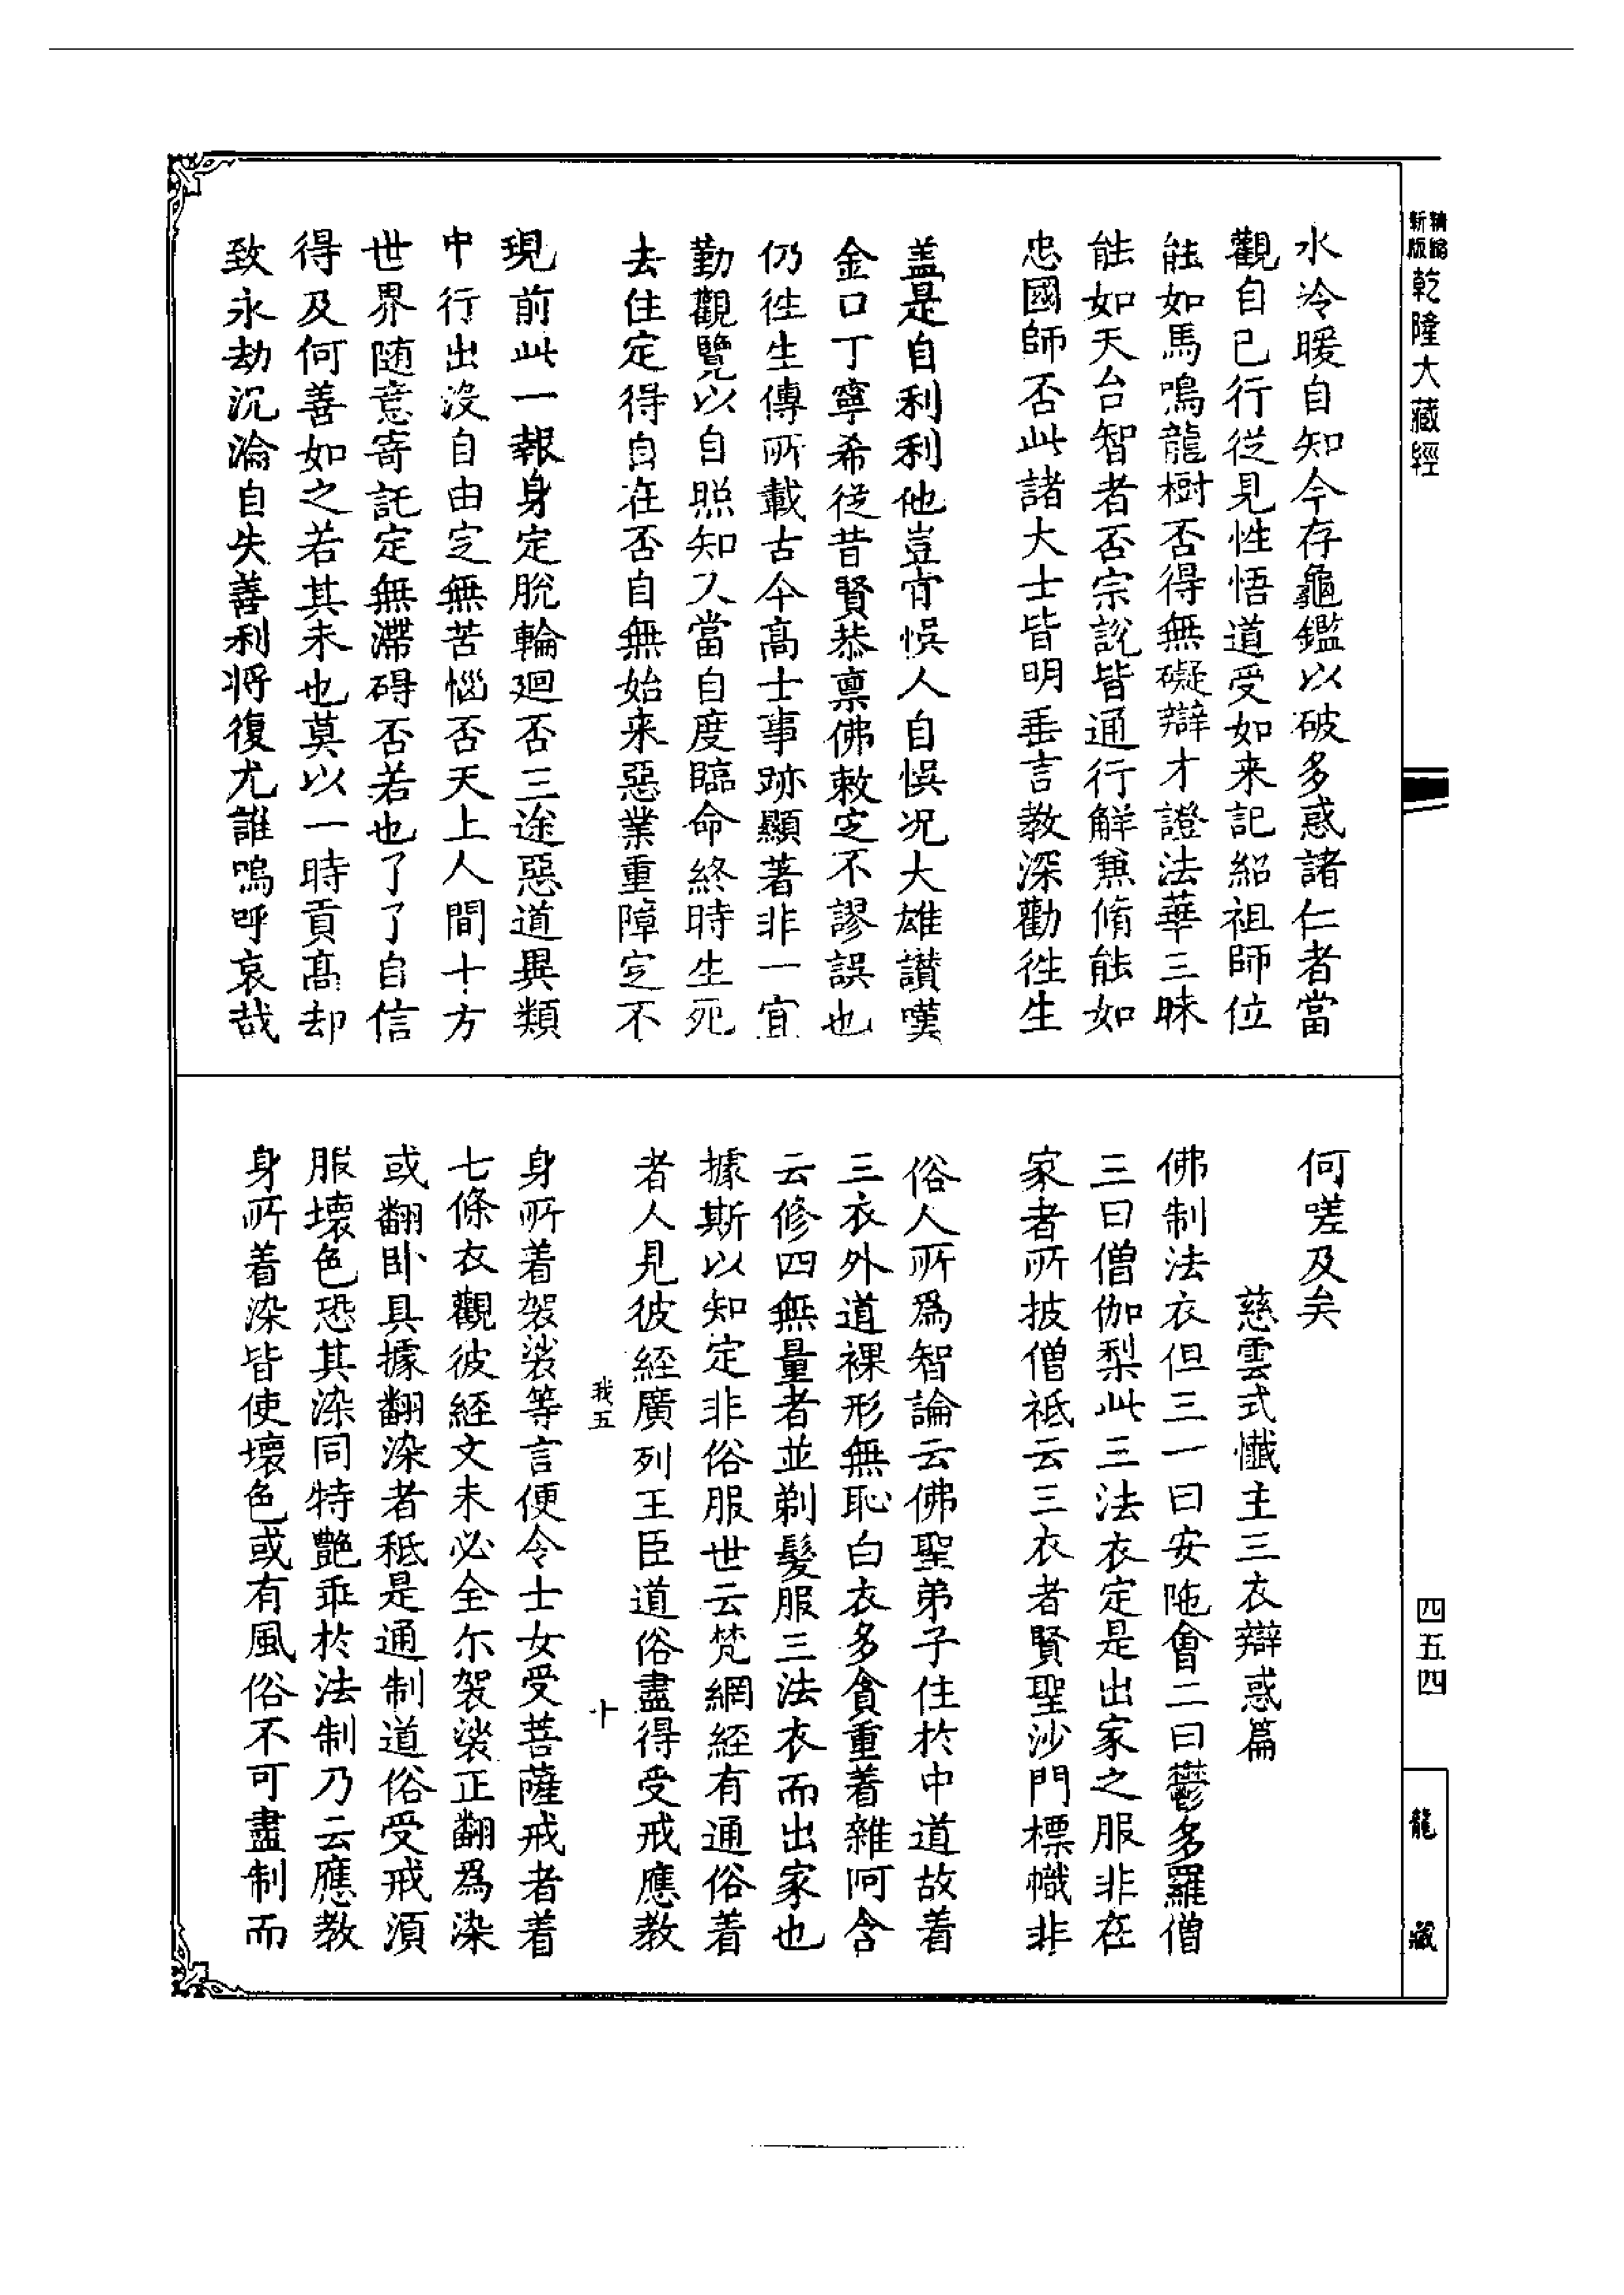 新版精縮乾隆大藏經
水冷暖自知今存龜鑑以破多惑諸仁者當
觀自已行從見性悟道受如来記紹祖師位
能如馬鳴龍樹否得無礙辯才證法華三昧
能如天台智者否宗說皆通行解兼脩能如
忠國師否此諸大士皆明垂言教深勸徃生
盖是自利利他豈肯悞人自悞况大雄讃嘆
金口丁寧希從昔賢恭禀佛敕定不謬誤也
仍徃生傳所載古今髙士事跡顯著非一宜
勤觀覽以自照知又當自度臨命終時生死
去住定得自在否自無始来惡業重障定不
現前此一報身定脫輪廻否三途惡道異類
中行出沒自由定無苦惱否天上人間十方
世界随意寄託定無滯碍否若也了了自信
得及何善如之若其未也莫以一時貢髙却
致永劫沉淪自失善利将復尤誰嗚呼哀哉
何嗟及矣
慈雲式懺主三衣辯惑篇
佛制法衣但三一曰安陁會二曰鬱多羅僧
三曰僧伽梨此三法衣定是出家之服非在
家者所披僧祇云三衣者賢聖沙門標幟非
俗人所爲智論云佛聖弟子住於中道故着
三衣外道裸形無恥白衣多貪重着雜阿含
云修四無量者並剃髮服三法衣而出家也
據斯以知定非俗服世云梵網經有通俗着
者人見彼經廣列王臣道俗盡得受戒應教
我五
十
身所着袈裟等言便令士女受菩薩戒者着
七條衣觀彼經文未必全尔袈裟正翻爲染
或翻卧具據翻染者秖是通制道俗受戒湏
服壞色恐其染同特艷乖於法制乃云應教
身所着染皆使壞色或有風俗不可盡制而
四五四
龍藏